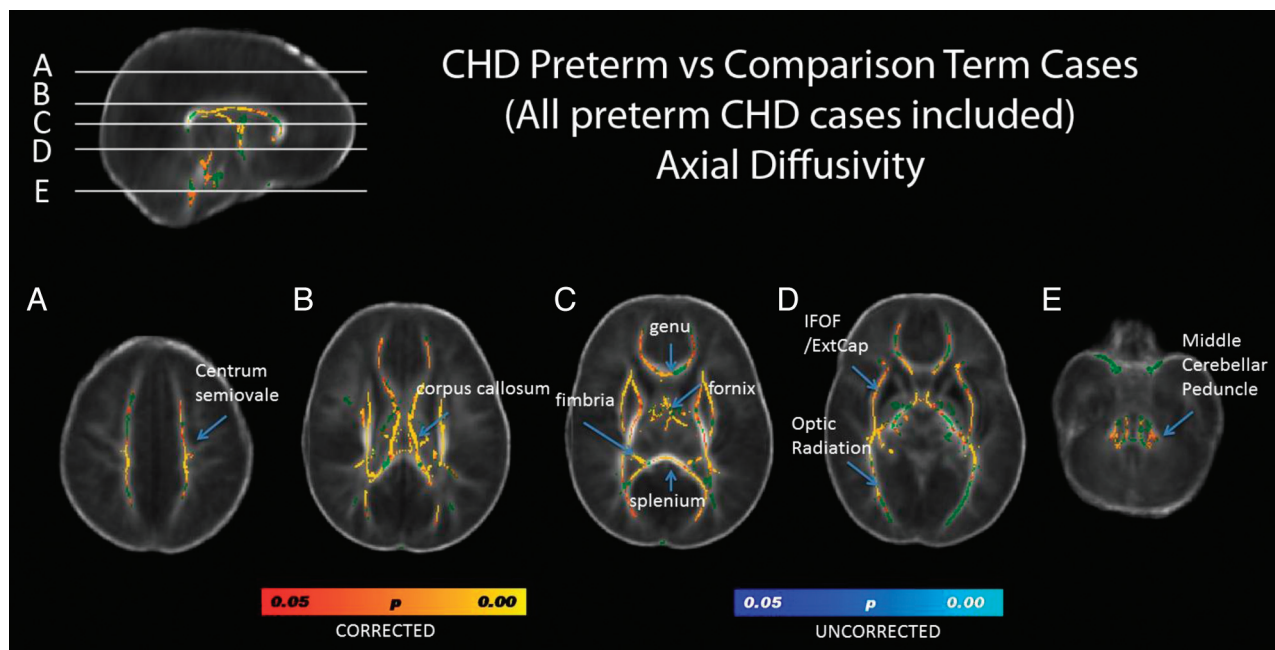 CHD Preterm vs Comparison Term Cases
(All preterm CHD cases included)
Axial Diffusivity
A
B
C
D
E
A
Centrum
semiovale
B
corpus callosum
C
genu
fornix
fimbria
splenium
D
IFOF
/ExtCap
Optic
Radiation
E
Middle
Cerebellar
Peduncle
0.05 p 0.00
CORRECTED
0.05 p 0.00
UNCORRECTED